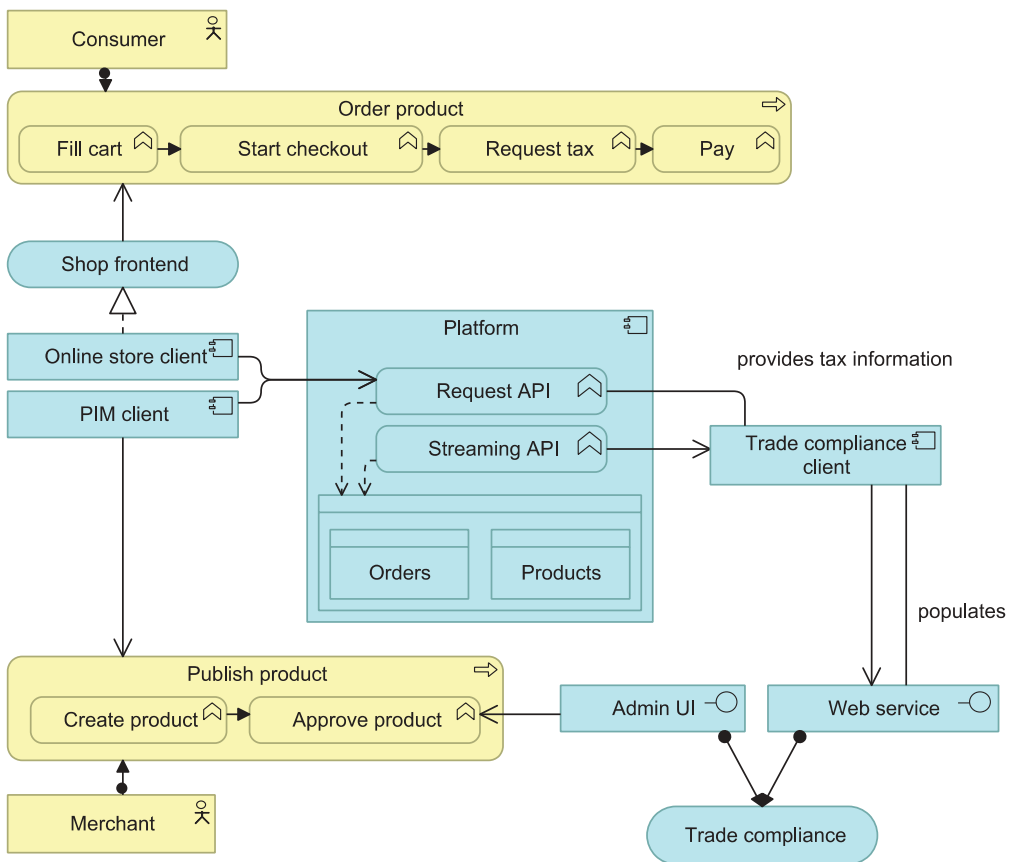 Consumer
Order product
Fill cart
Start checkout
Request tax
Pay
Shop frontend
Online store client
PIM client
Platform
Request API
Streaming API
Orders
Products
provides tax information
Trade compliance
client
populates
Publish product
Create product
Approve product
Admin UI
Web service
Merchant
Trade compliance